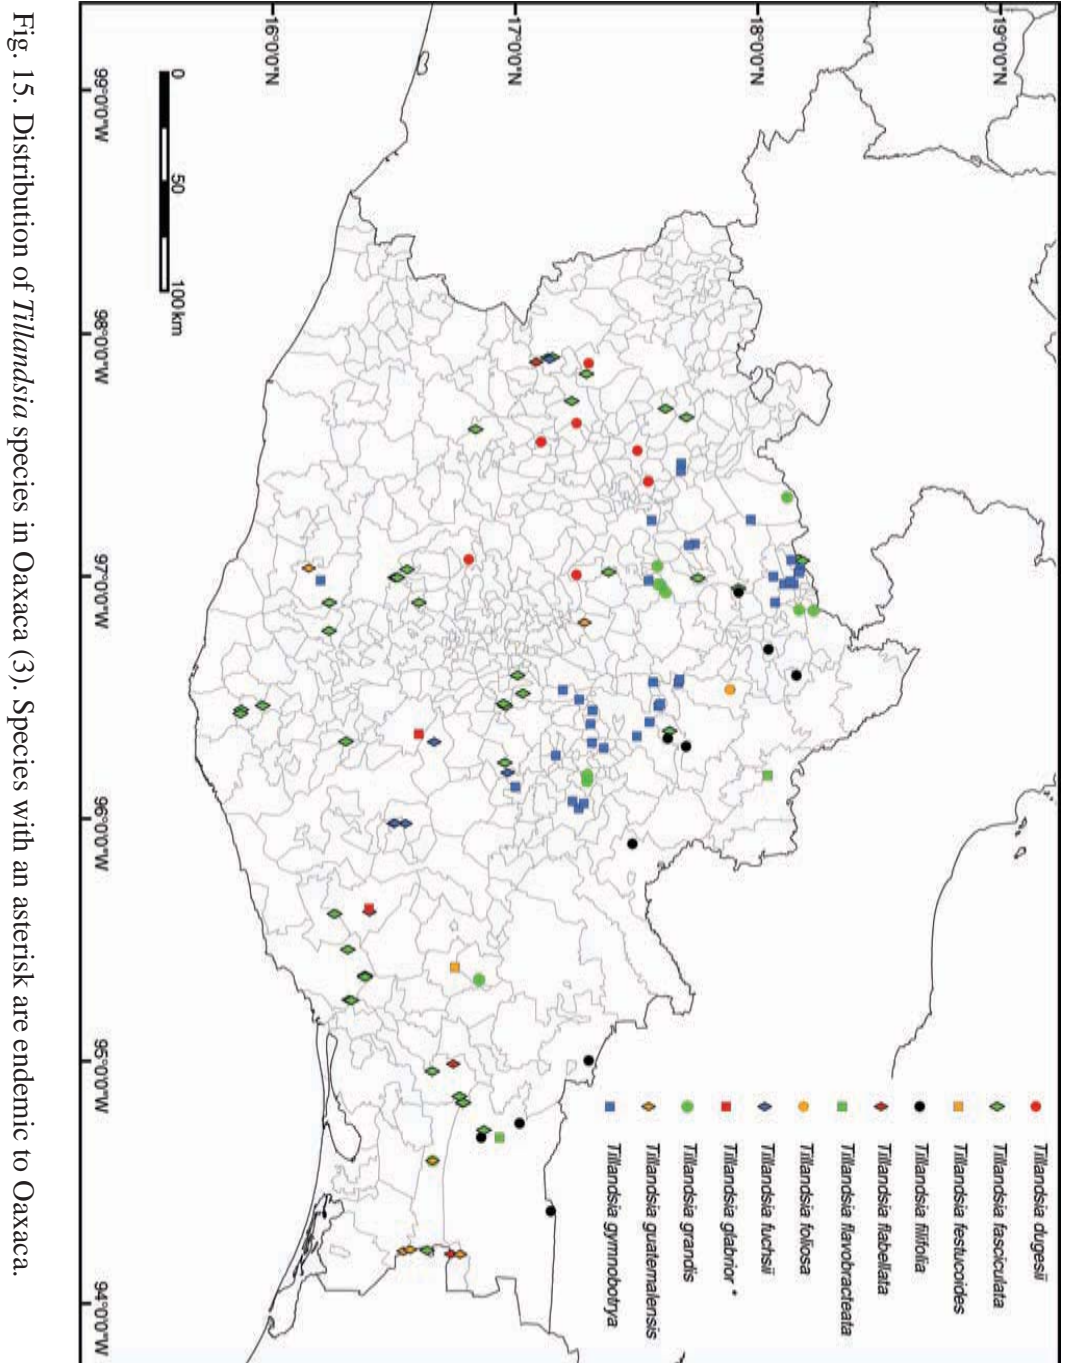 19°0'0"N
18°0'0"N
17°0'0"N
16°0'0"N
99°0'0"W
98°0'0"W
97°0'0"W
96°0'0"W
95°0'0"W
94°0'0"W
0 50 100 km
Tillandsia dugesii
Tillandsia fasciculata
Tillandsia festucoides
Tillandsia filifolia
Tillandsia flabellata
Tillandsia flavobracteata
Tillandsia foliosa
Tillandsia fuchsii
Tillandsia glabrior *
Tillandsia grandis
Tillandsia guatemalensis
Tillandsia gymnobotrya
Fig. 15. Distribution of Tillandsia species in Oaxaca (3). Species with an asterisk are endemic to Oaxaca.